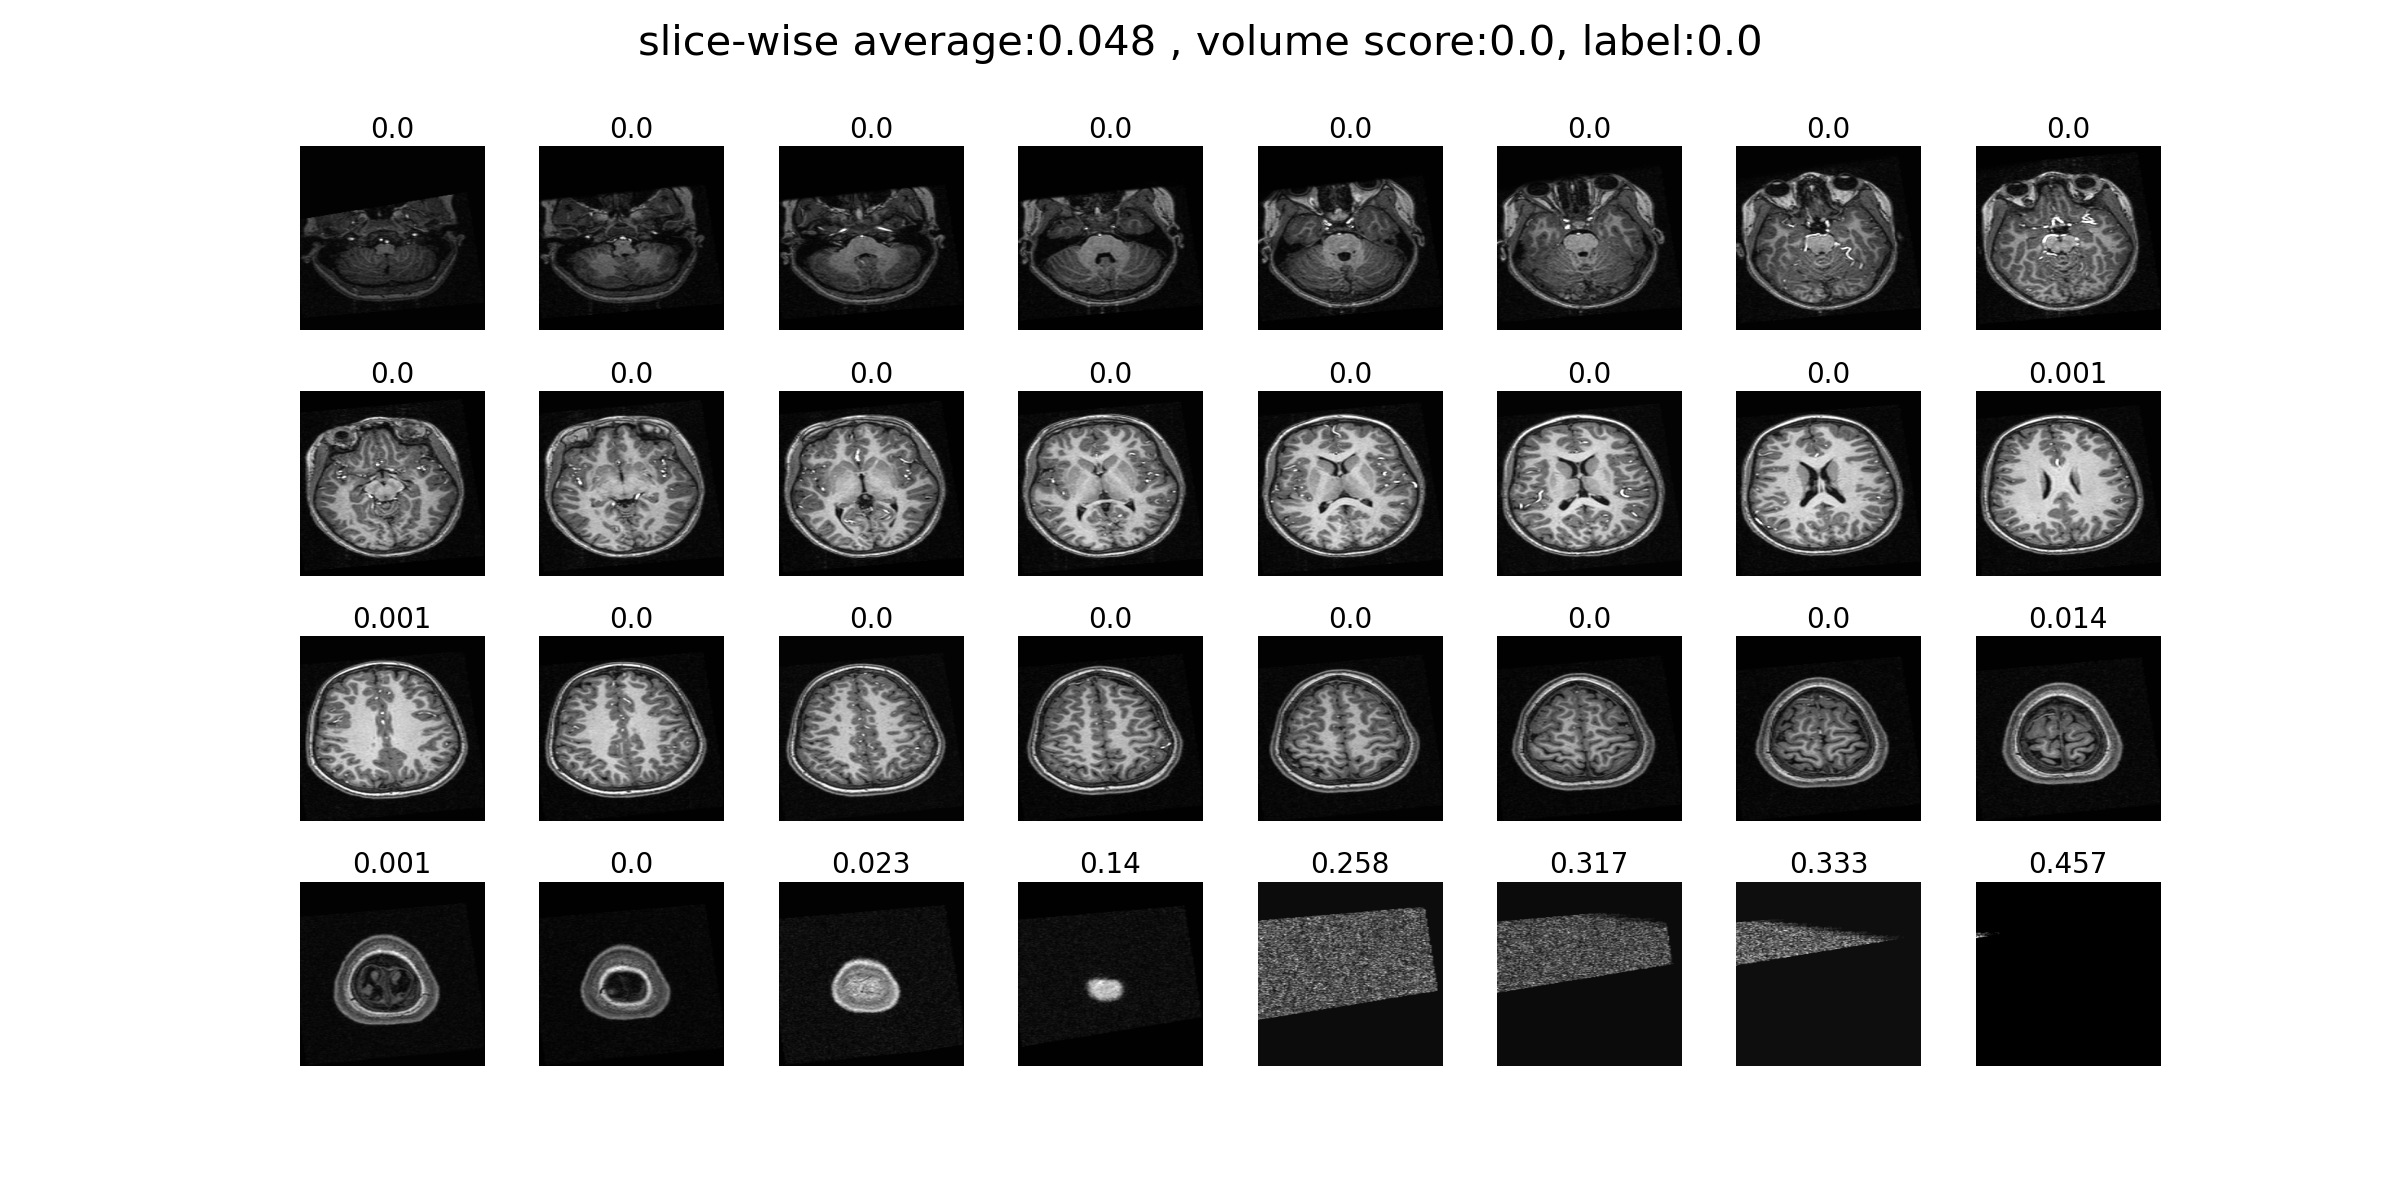 slice-wise average:0.048 , volume score:0.0, label:0.0
0.0 0.0 0.0 0.0 0.0 0.0 0.0 0.0
0.0 0.0 0.0 0.0 0.0 0.0 0.0 0.001
0.001 0.0 0.0 0.0 0.0 0.0 0.0 0.014
0.001 0.0 0.023 0.14 0.258 0.317 0.333 0.457